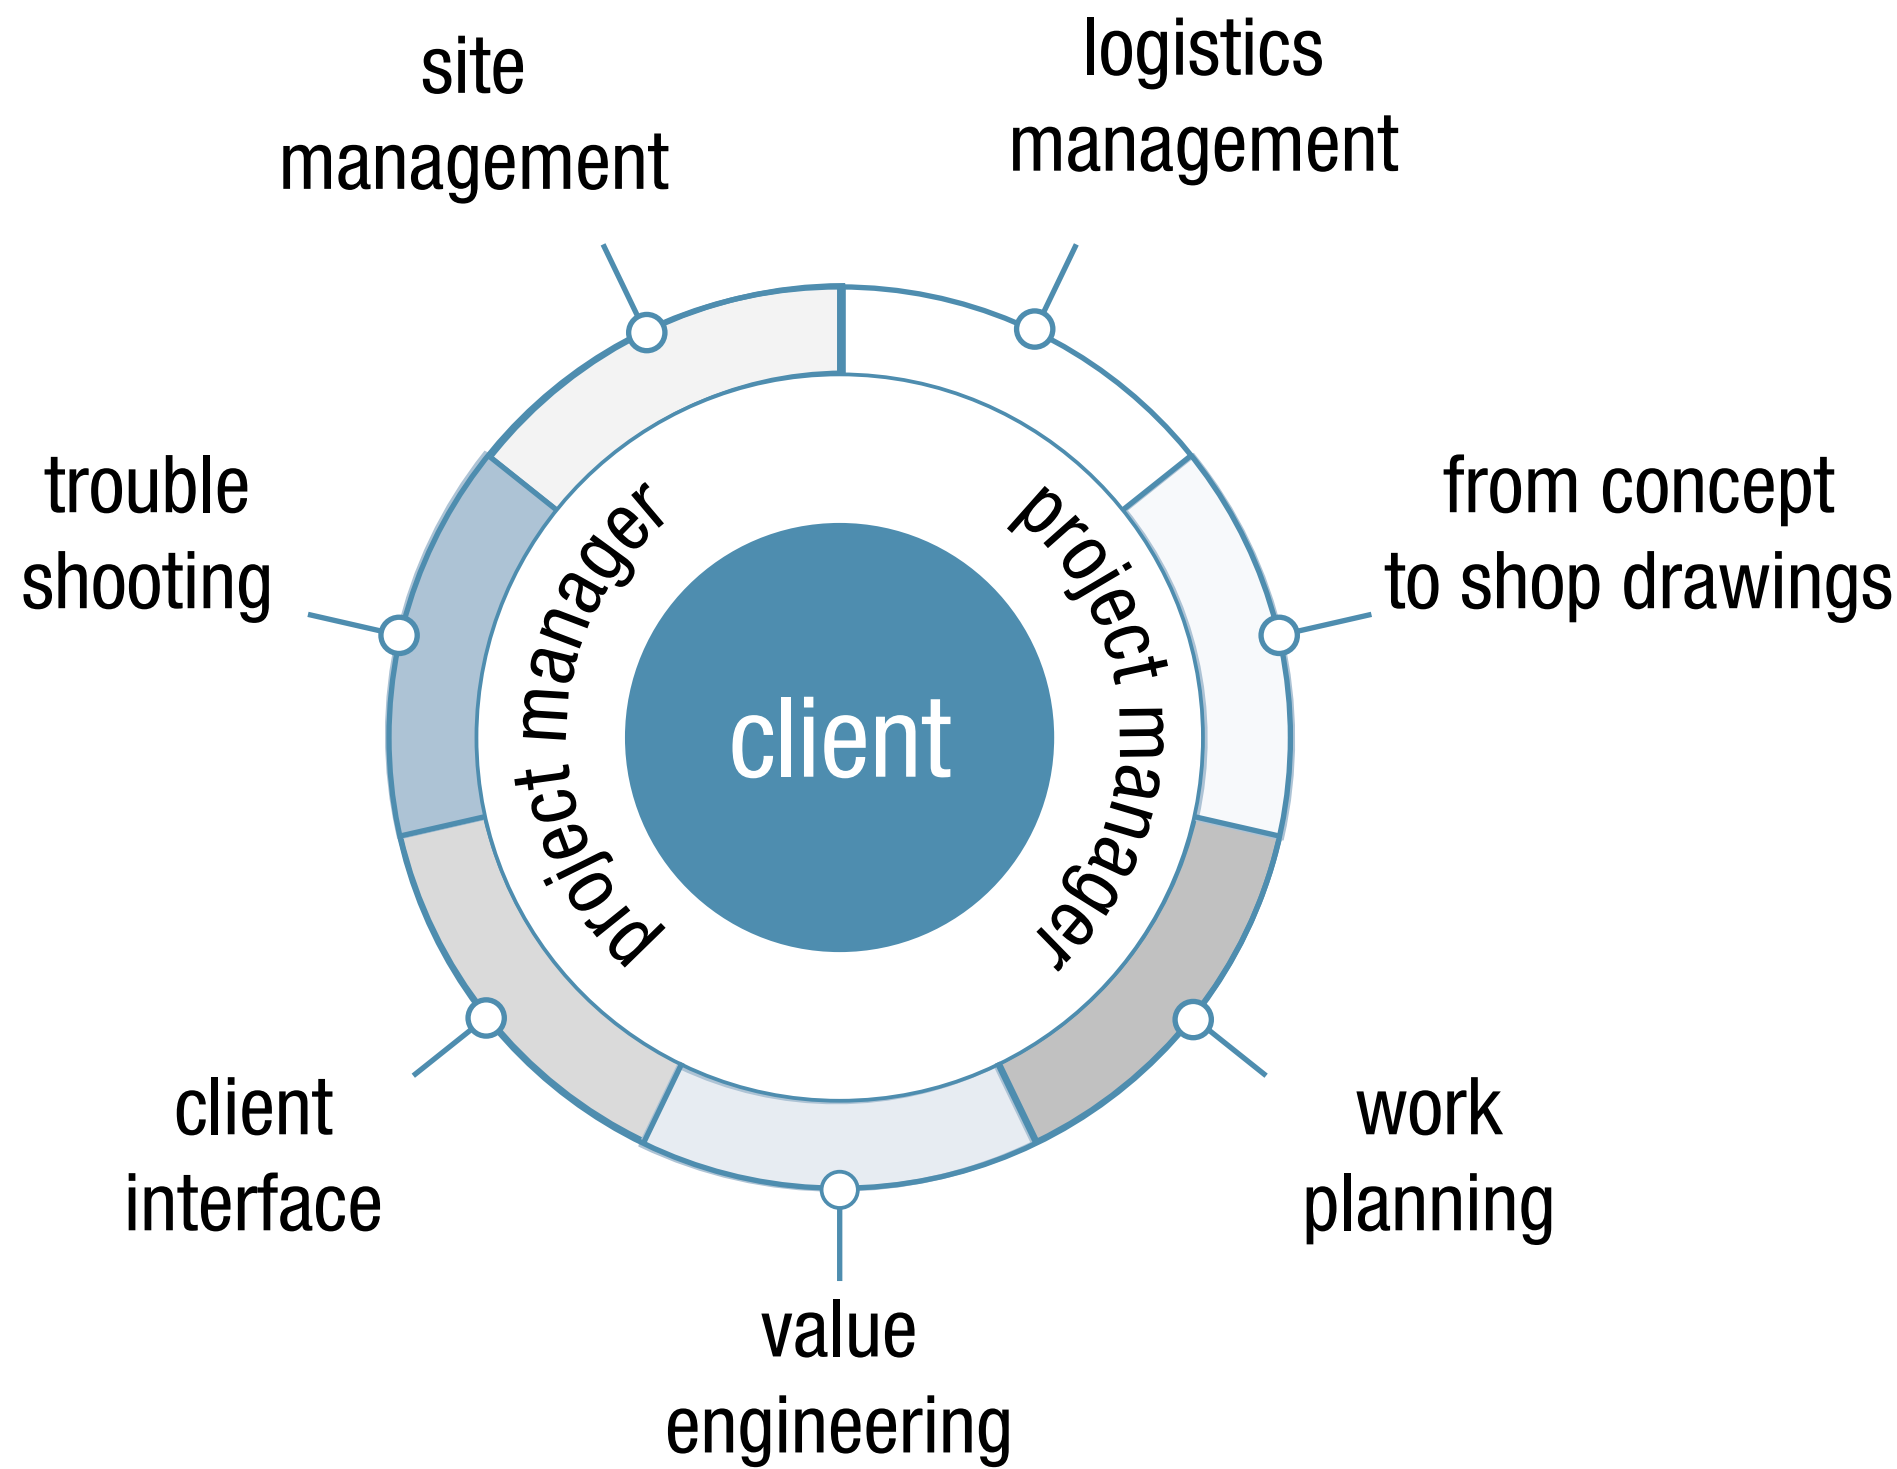 site
management
logistics
management
trouble
shooting
from concept
to shop drawings
project manager
client
project manager
client
interface
work
planning
value
engineering